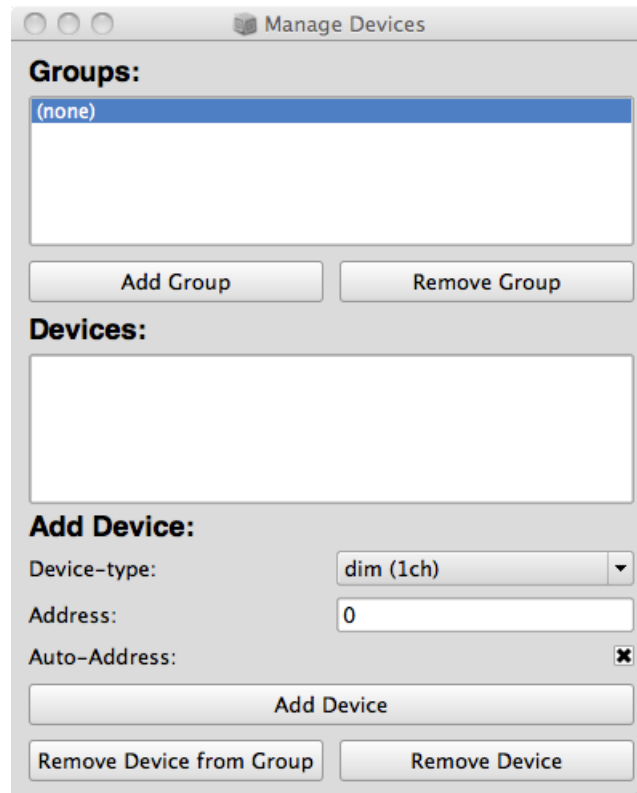 Manage Devices
Groups:
(none)
Add Group Remove Group
Devices:
Add Device:
Device-type: dim (1ch)
Address: 0
Auto-Address:
Add Device
Remove Device from Group Remove Device